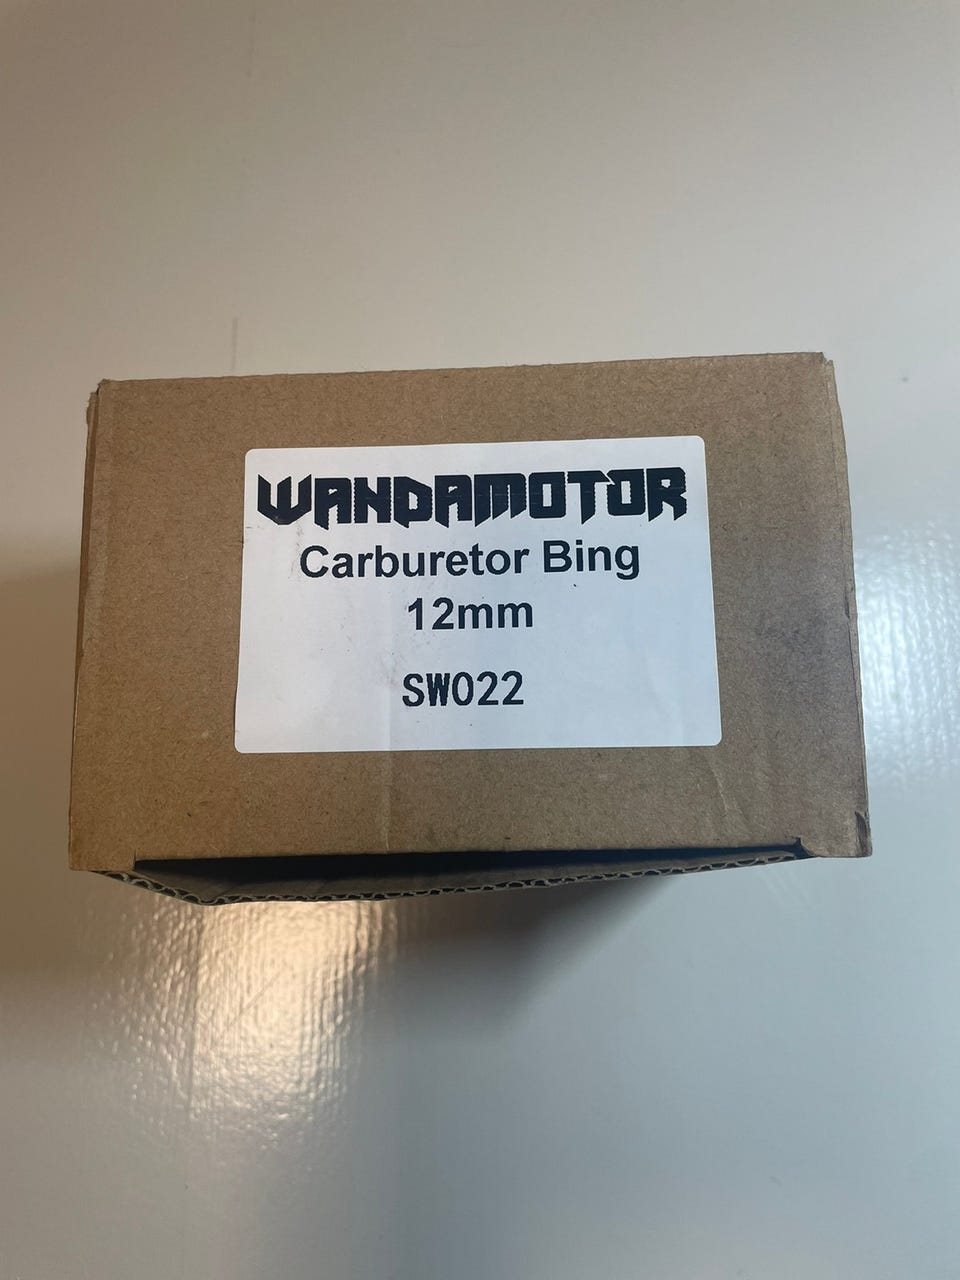 WANDAMOTOR
Carburetor Bing
12mm
SW022